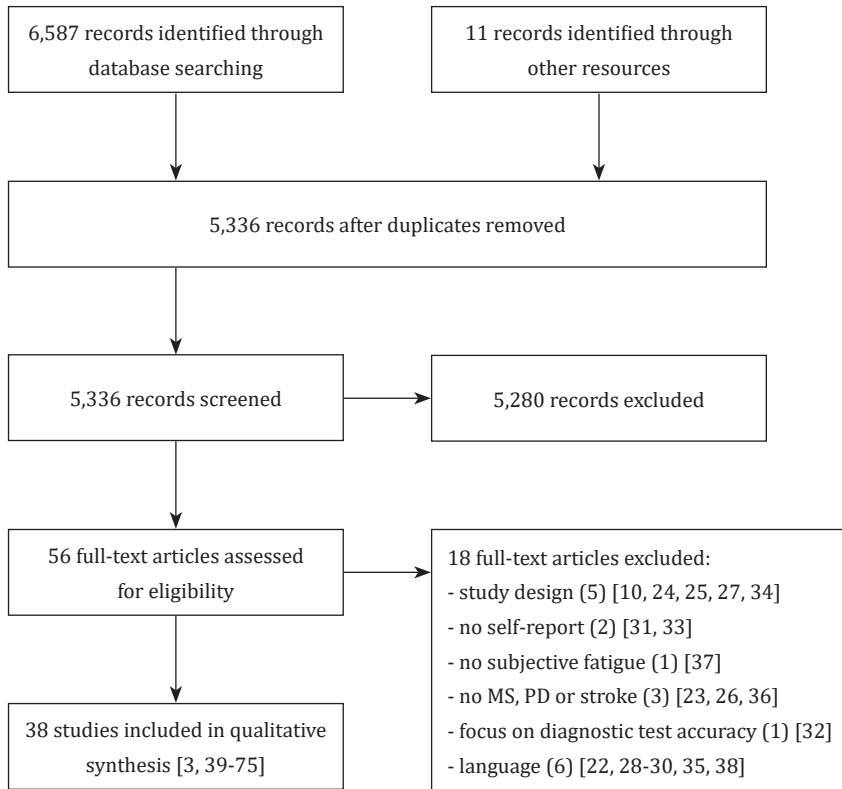 6,587 records identified through
database searching
11 records identified through
other resources
5,336 records after duplicates removed
5,336 records screened
5,280 records excluded
56 full-text articles assessed
for eligibility
18 full-text articles excluded:
- study design (5) [10, 24, 25, 27, 34]
- no self-report (2) [31, 33]
- no subjective fatigue (1) [37]
- no MS, PD or stroke (3) [23, 26, 36]
- focus on diagnostic test accuracy (1) [32]
- language (6) [22, 28-30, 35, 38]
38 studies included in qualitative
synthesis [3, 39-75]